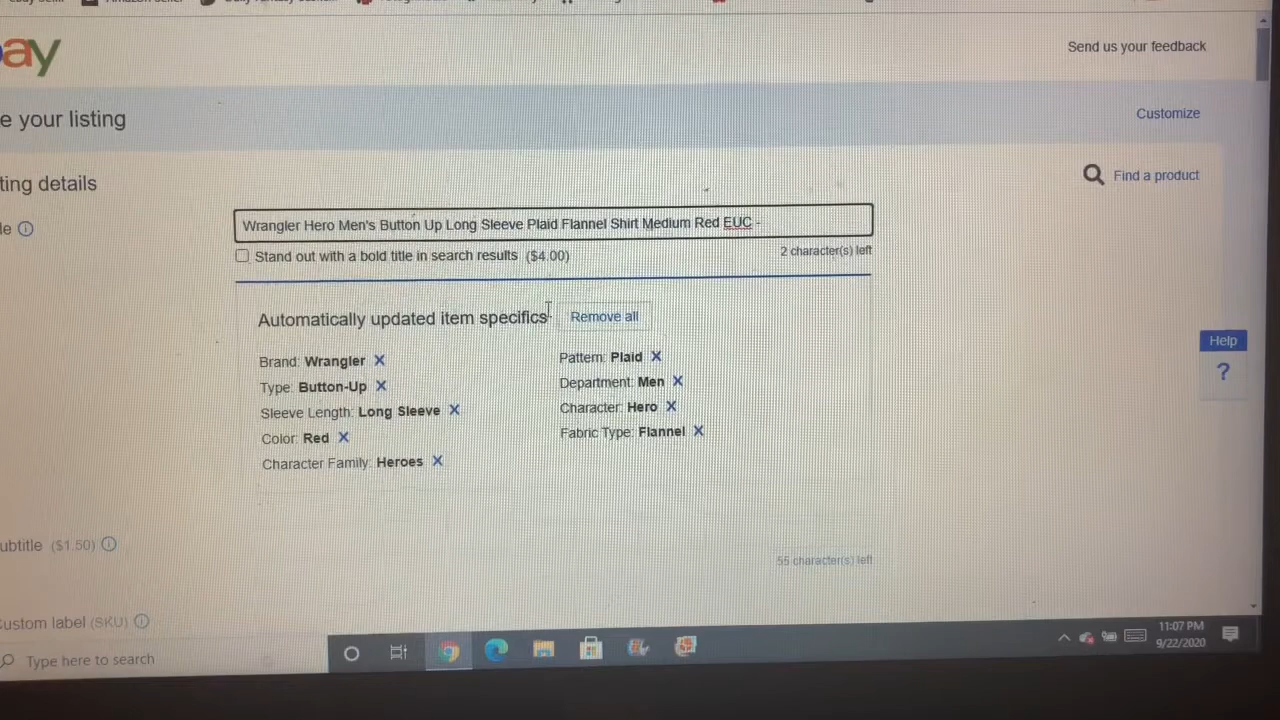 ay
Send us your feedback
e your listing
Customize
ting details
Find a product
le
Wrangler Hero Men's Button Up Long Sleeve Plaid Flannel Shirt Medium Red EUC -
Stand out with a bold title in search results ($4.00)
2 character(s) left
Automatically updated item specifics
Remove all
Brand: Wrangler X
Pattern: Plaid X
Type: Button-Up X
Department: Men X
Sleeve Length: Long Sleeve X
Character: Hero X
Color: Red X
Fabric Type: Flannel X
Character Family: Heroes X
Help
?
ubtitle ($1.50)
55 character(s) left
Custom label (SKU)
Type here to search
11:07 PM
9/22/2020